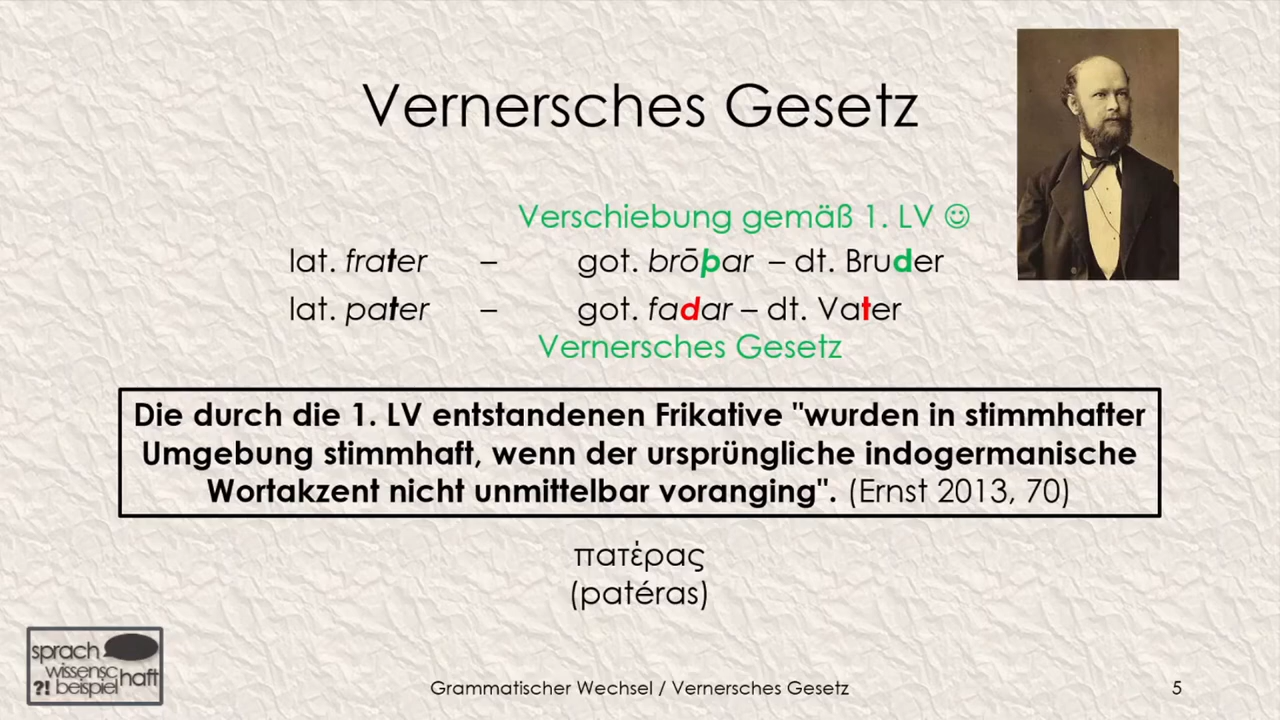 Vernersches Gesetz
Verschiebung gemäß 1. LV ☺
lat. frater – got. brōþar – dt. Bruder
lat. pater – got. fadar – dt. Vater
Vernersches Gesetz
Die durch die 1. LV entstandenen Frikative "wurden in stimmhafter
Umgebung stimmhaft, wenn der ursprüngliche indogermanische
Wortakzent nicht unmittelbar voranging". (Ernst 2013, 70)
πατέρας
(patéras)
sprach
wissensc haft
?! beispiel
Grammatischer Wechsel / Vernersches Gesetz
5